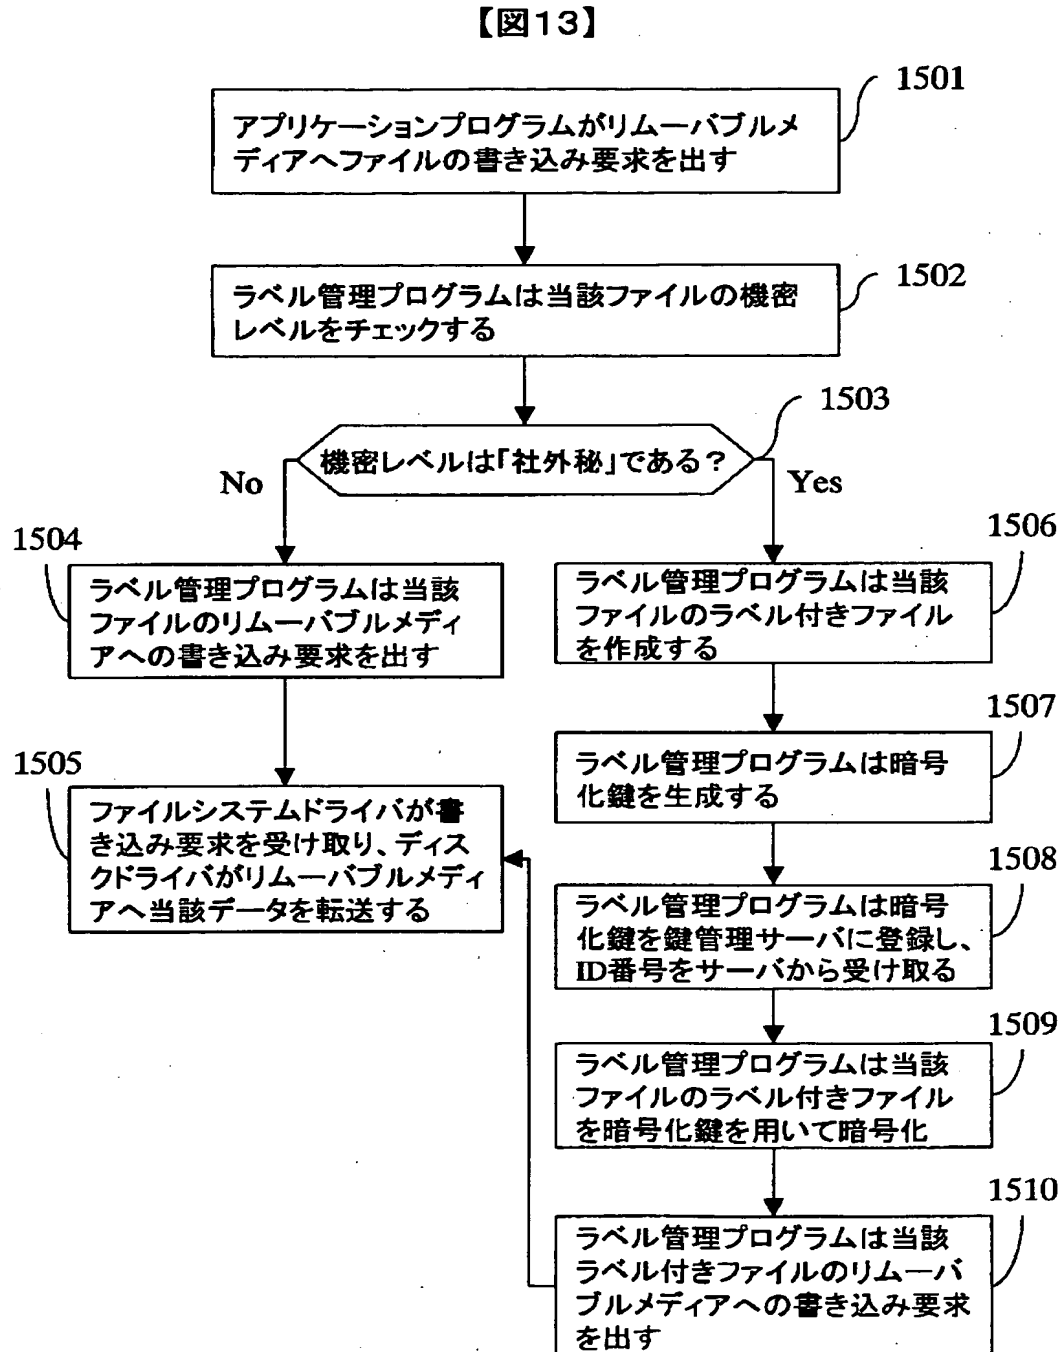 【図13】
1501
アプリケーションプログラムがリムーバブルメ
ディアへファイルの書き込み要求を出す
1502
ラベル管理プログラムは当該ファイルの機密
レベルをチェックする
1503
機密レベルは「社外秘」である?
No
Yes
1504
ラベル管理プログラムは当該
ファイルのリムーバブルメディ
アへの書き込み要求を出す
1505
ファイルシステムドライバが書
き込み要求を受け取り、ディス
クドライバがリムーバブルメディ
アへ当該データを転送する
1506
ラベル管理プログラムは当該
ファイルのラベル付きファイル
を作成する
1507
ラベル管理プログラムは暗号
化鍵を生成する
1508
ラベル管理プログラムは暗号
化鍵を鍵管理サーバに登録し、
ID番号をサーバから受け取る
1509
ラベル管理プログラムは当該
ファイルのラベル付きファイル
を暗号化鍵を用いて暗号化
1510
ラベル管理プログラムは当該
ラベル付きファイルのリムーバ
ブルメディアへの書き込み要求
を出す